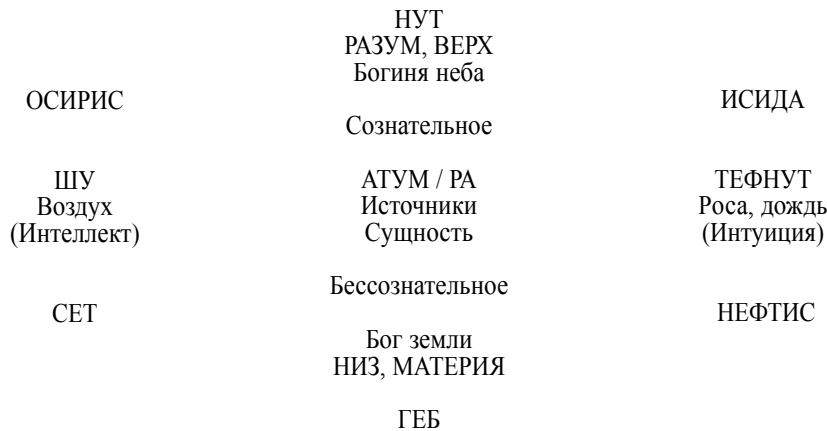 НУТ
РАЗУМ, ВЕРХ
Богиня неба
ОСИРИС
ИСИДА
Сознательное
ШУ
Воздух
(Интеллект)
АТУМ / РА
Источники
Сущность
ТЕФНУТ
Роса, дождь
(Интуиция)
Бессознательное
СЕТ
НЕФТИС
Бог земли
НИЗ, МАТЕРИЯ
ГЕБ